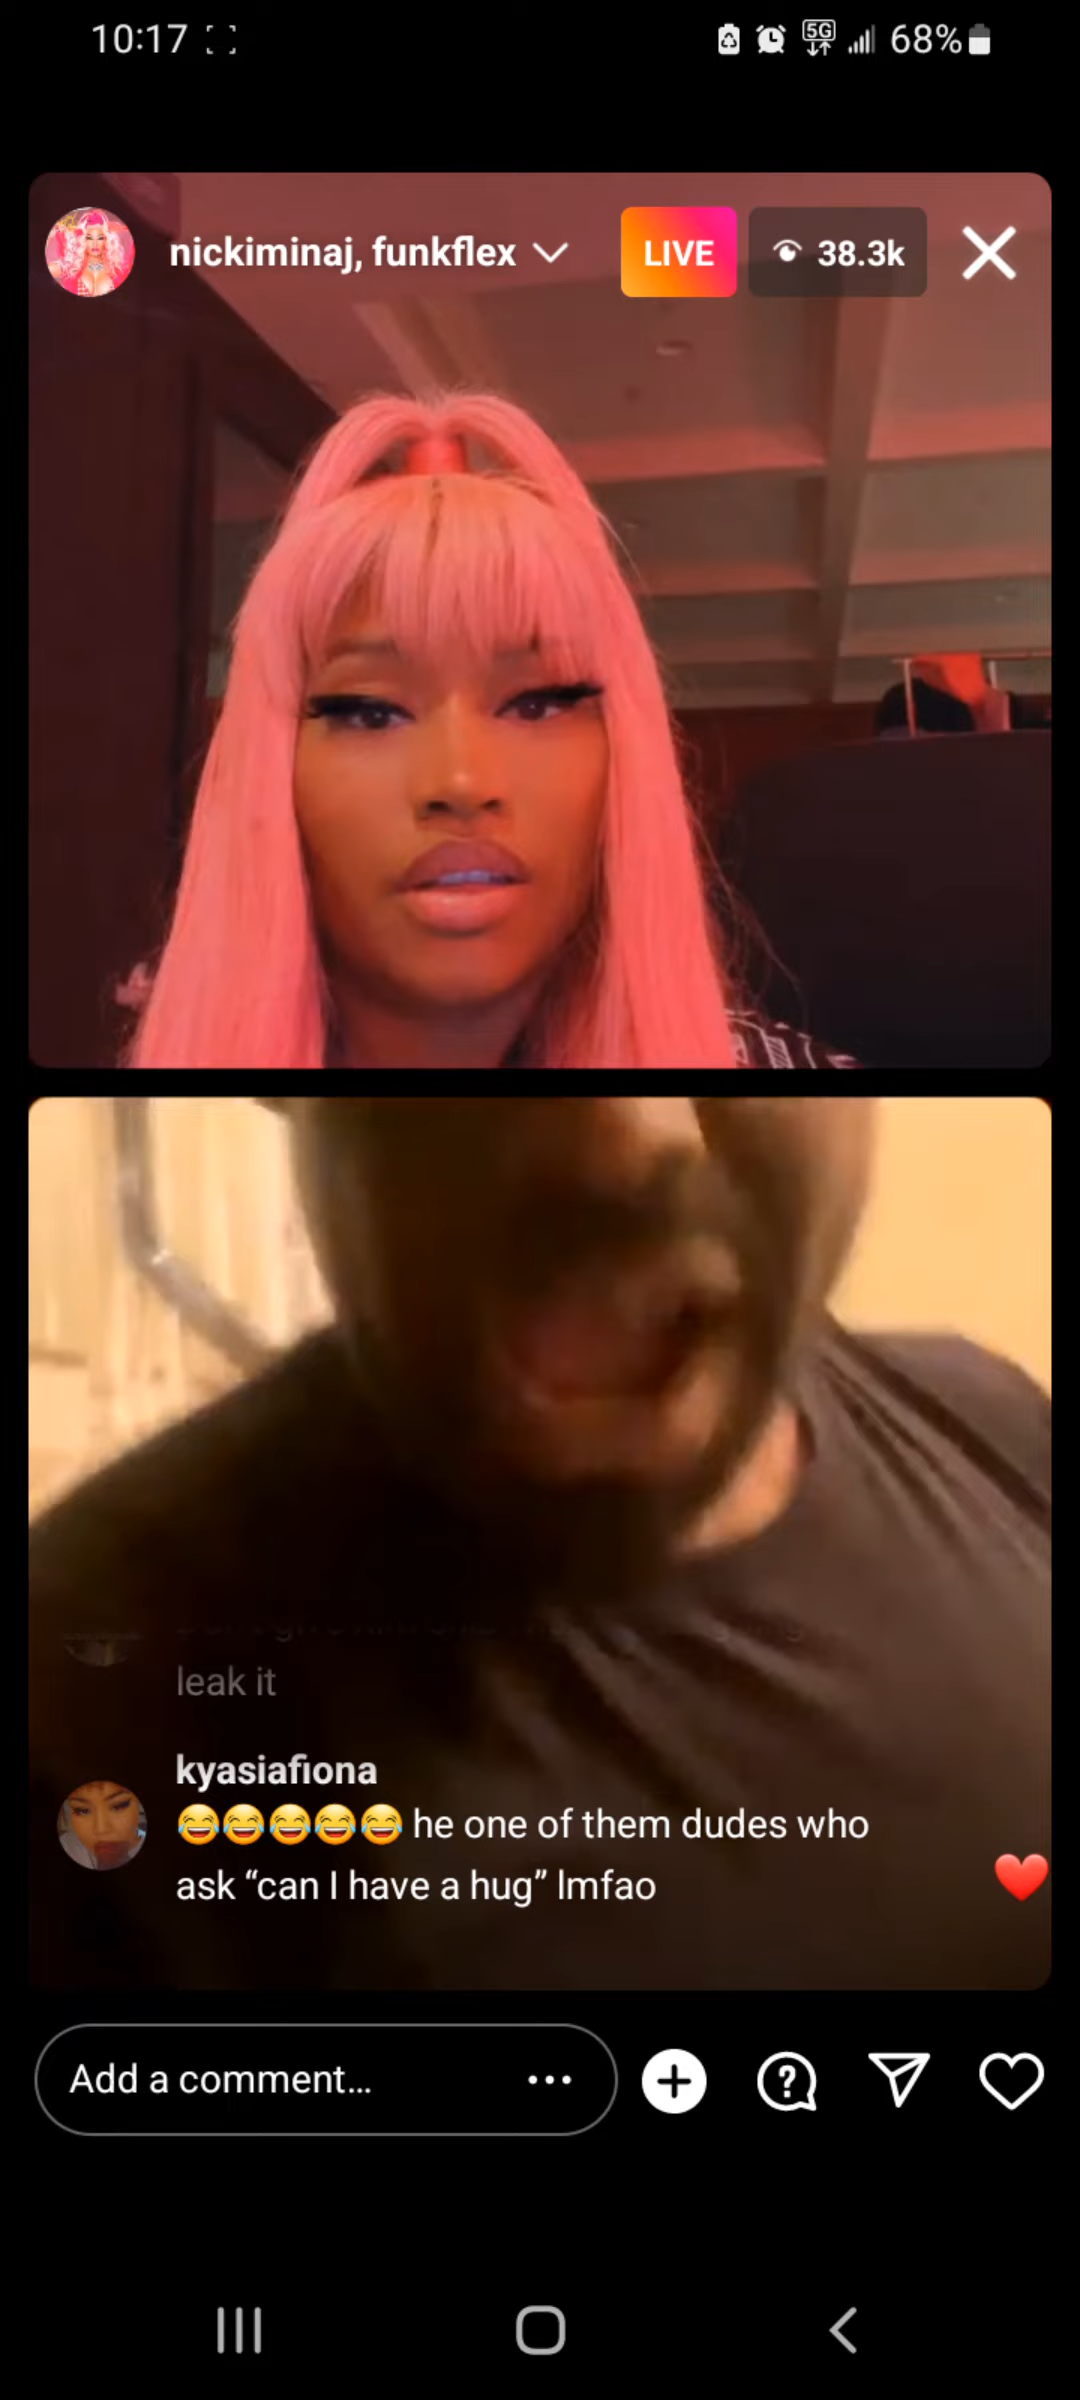 10:17
5G
68%
nickiminaj, funkflex
LIVE
38.3k
leak it
kyasiafiona
😂😂😂😂😂 he one of them dudes who
ask “can I have a hug” lmfao
Add a comment...